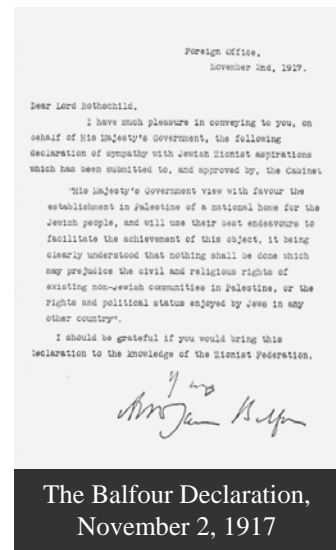 Foreign Office,
November 2nd, 1917.
Dear Lord Rothschild,
I have much pleasure in conveying to you, on
behalf of His Majesty's Government, the following
declaration of sympathy with Jewish Zionist aspirations
which has been submitted to, and approved by, the Cabinet
"His Majesty's Government view with favour the
establishment in Palestine of a national home for the
Jewish people, and will use their best endeavours to
facilitate the achievement of this object, it being
clearly understood that nothing shall be done which
may prejudice the civil and religious rights of
existing non-Jewish communities in Palestine, or the
rights and political status enjoyed by Jews in any
other country".
I should be grateful if you would bring this
declaration to the knowledge of the Zionist Federation.
Arthur James Balfour
The Balfour Declaration,
November 2, 1917